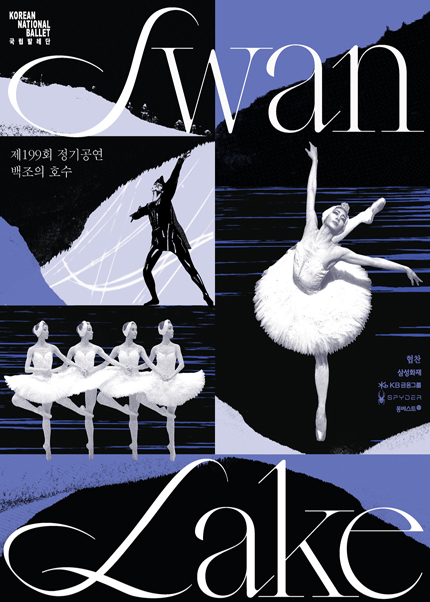 KOREAN
NATIONAL
BALLET
국립발레단
Swan
제199회 정기공연
백조의 호수
협찬
삼성화재
KB금융그룹
SPYDER
Lake